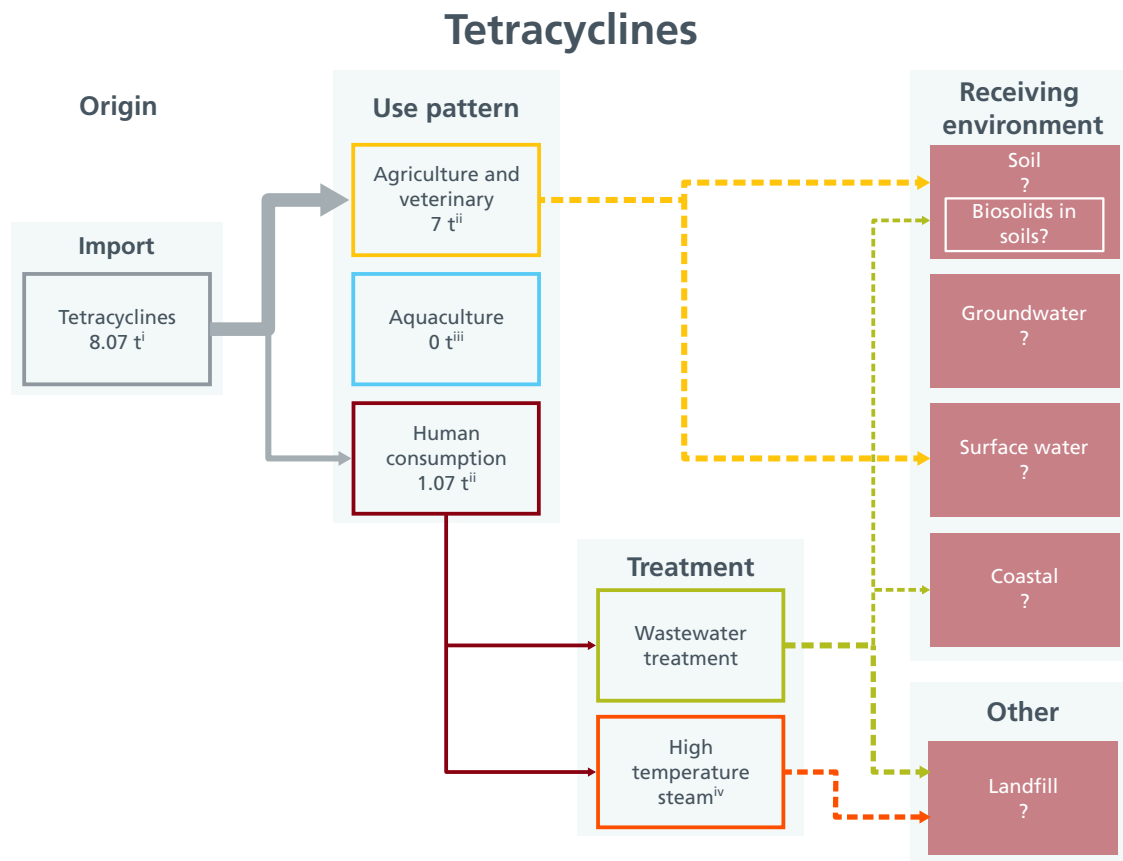 Tetracyclines
Origin
Import
Tetracyclines
8.07 tⁱ
Use pattern
Agriculture and
veterinary
7 tⁱⁱ
Aquaculture
0 tⁱⁱⁱ
Human
consumption
1.07 tⁱⁱ
Treatment
Wastewater
treatment
High
temperature
steamⁱᵛ
Receiving
environment
Soil
?
Biosolids in
soils?
Groundwater
?
Surface water
?
Coastal
?
Other
Landfill
?